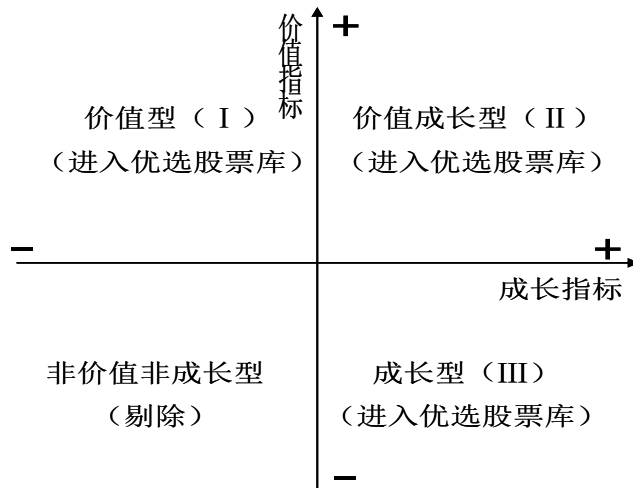 价值指标
+
价值型（Ⅰ）
（进入优选股票库）
价值成长型（Ⅱ）
（进入优选股票库）
−
+
成长指标
非价值非成长型
（剔除）
成长型（Ⅲ）
（进入优选股票库）
−